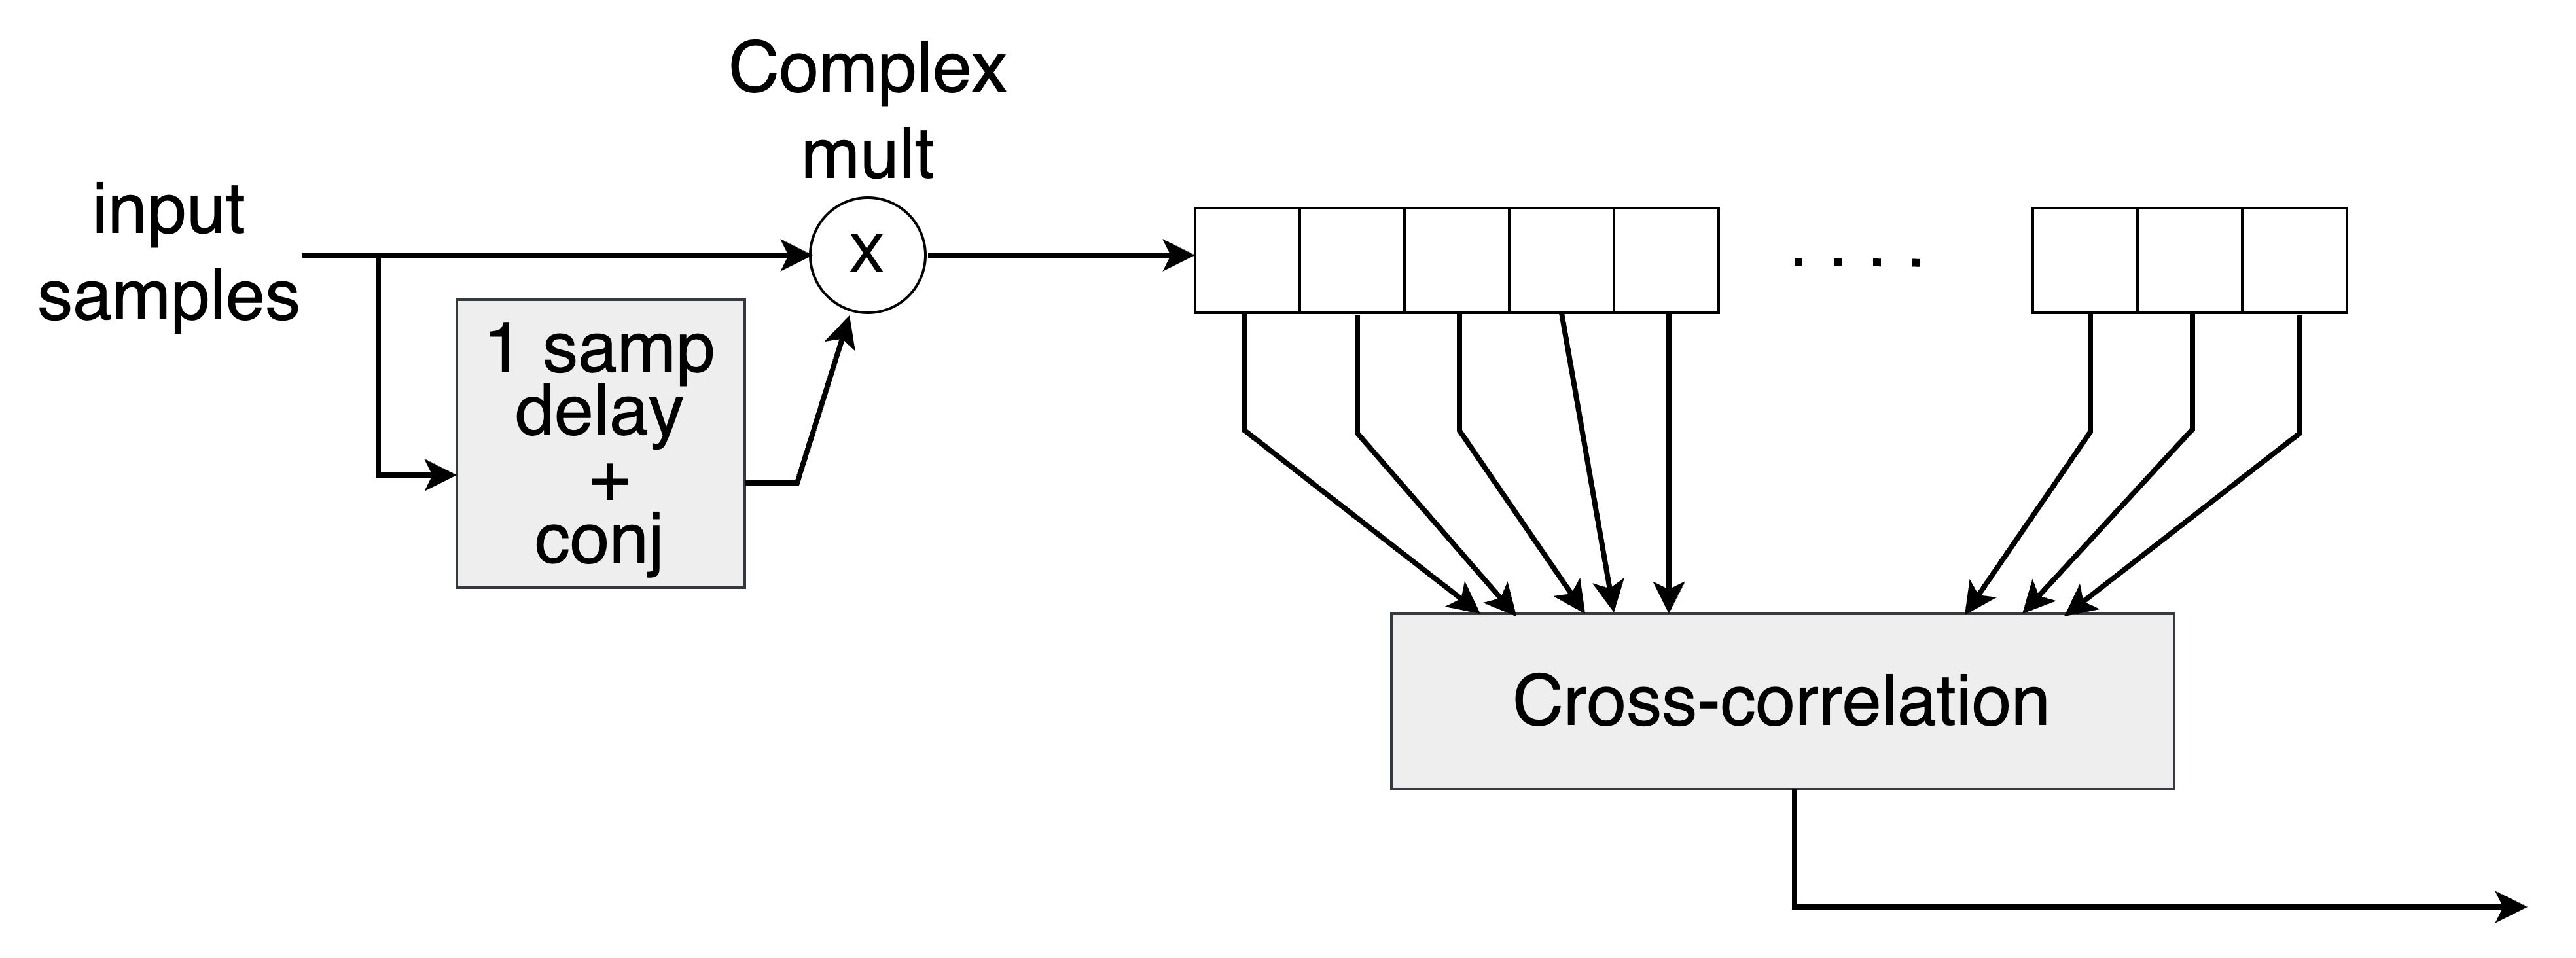 Complex
mult
input
samples
x
1 samp
delay
+
conj
. . . .
Cross-correlation